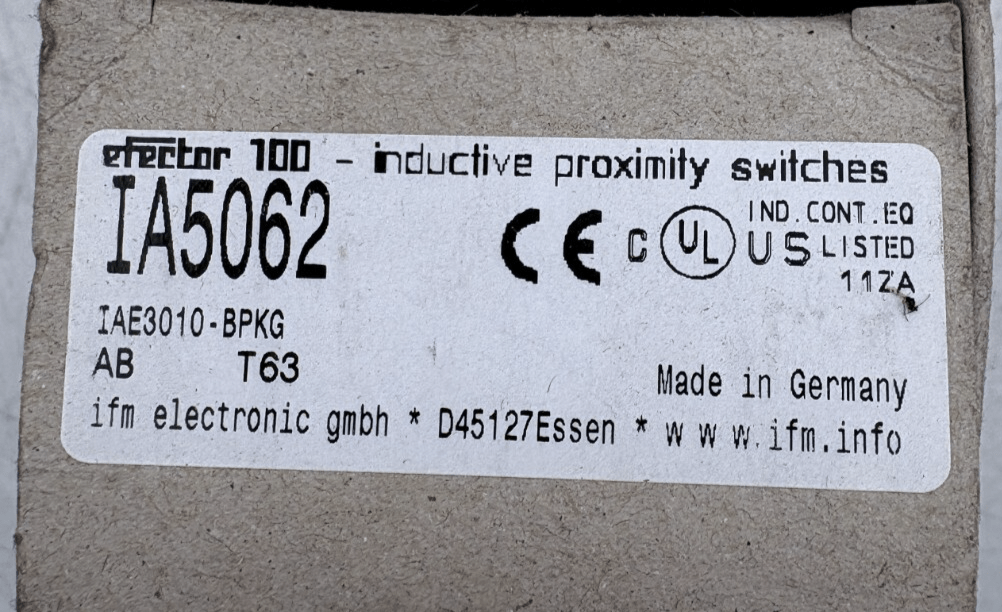 efector 100 - inductive proximity switches
IA5062
CE C UL US IND.CONT.EQ
LISTED
11ZA
IAE3010-BPKG
AB T63
Made in Germany
ifm electronic gmbh * D45127Essen * www.ifm.info